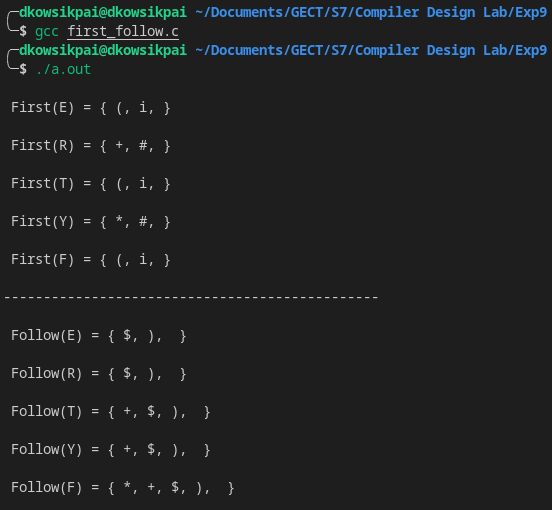 ╭─dkowsikpai@dkowsikpai ~/Documents/GECT/S7/Compiler Design Lab/Exp9
╰─$ gcc first_follow.c
╭─dkowsikpai@dkowsikpai ~/Documents/GECT/S7/Compiler Design Lab/Exp9
╰─$ ./a.out
First(E) = { (, i, }
First(R) = { +, #, }
First(T) = { (, i, }
First(Y) = { *, #, }
First(F) = { (, i, }
-----------------------------------------------
Follow(E) = { $, ),  }
Follow(R) = { $, ),  }
Follow(T) = { +, $, ),  }
Follow(Y) = { +, $, ),  }
Follow(F) = { *, +, $, ),  }